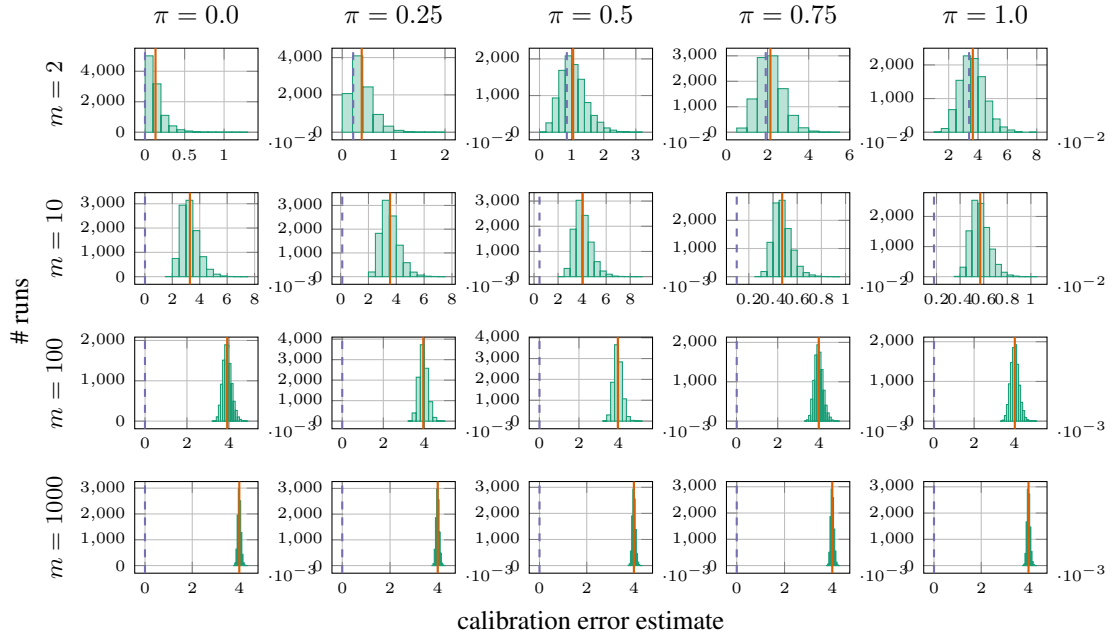 π = 0.0 π = 0.25 π = 0.5 π = 0.75 π = 1.0
m = 2
4,000 2,000 0
4,000 2,000 0
2,000 1,000 0
3,000 2,000 1,000 0
2,000 1,000 0
0 0.5 1 ·10⁻²
0 1 2 ·10⁻²
0 1 2 3 ·10⁻²
0 2 4 6 ·10⁻²
2 4 6 8 ·10⁻²
m = 10
3,000 2,000 1,000 0
3,000 2,000 1,000 0
3,000 2,000 1,000 0
2,000 1,000 0
2,000 1,000 0
0 2 4 6 8 ·10⁻³
0 2 4 6 8 ·10⁻³
0 2 4 6 8 ·10⁻³
0.2 0.4 0.6 0.8 1 ·10⁻²
0.2 0.4 0.6 0.8 1 ·10⁻²
# runs
m = 100
2,000 1,000 0
4,000 3,000 2,000 1,000 0
4,000 3,000 2,000 1,000 0
2,000 1,000 0
2,000 1,000 0
0 4 ·10⁻³
0 4 ·10⁻³
0 4 ·10⁻³
0 4 ·10⁻³
0 4 ·10⁻³
m = 1000
3,000 2,000 1,000 0
3,000 2,000 1,000 0
3,000 2,000 1,000 0
3,000 2,000 1,000 0
3,000 2,000 1,000 0
0 2 4 ·10⁻³
0 2 4 ·10⁻³
0 2 4 ·10⁻³
0 2 4 ·10⁻³
0 2 4 ·10⁻³
calibration error estimate